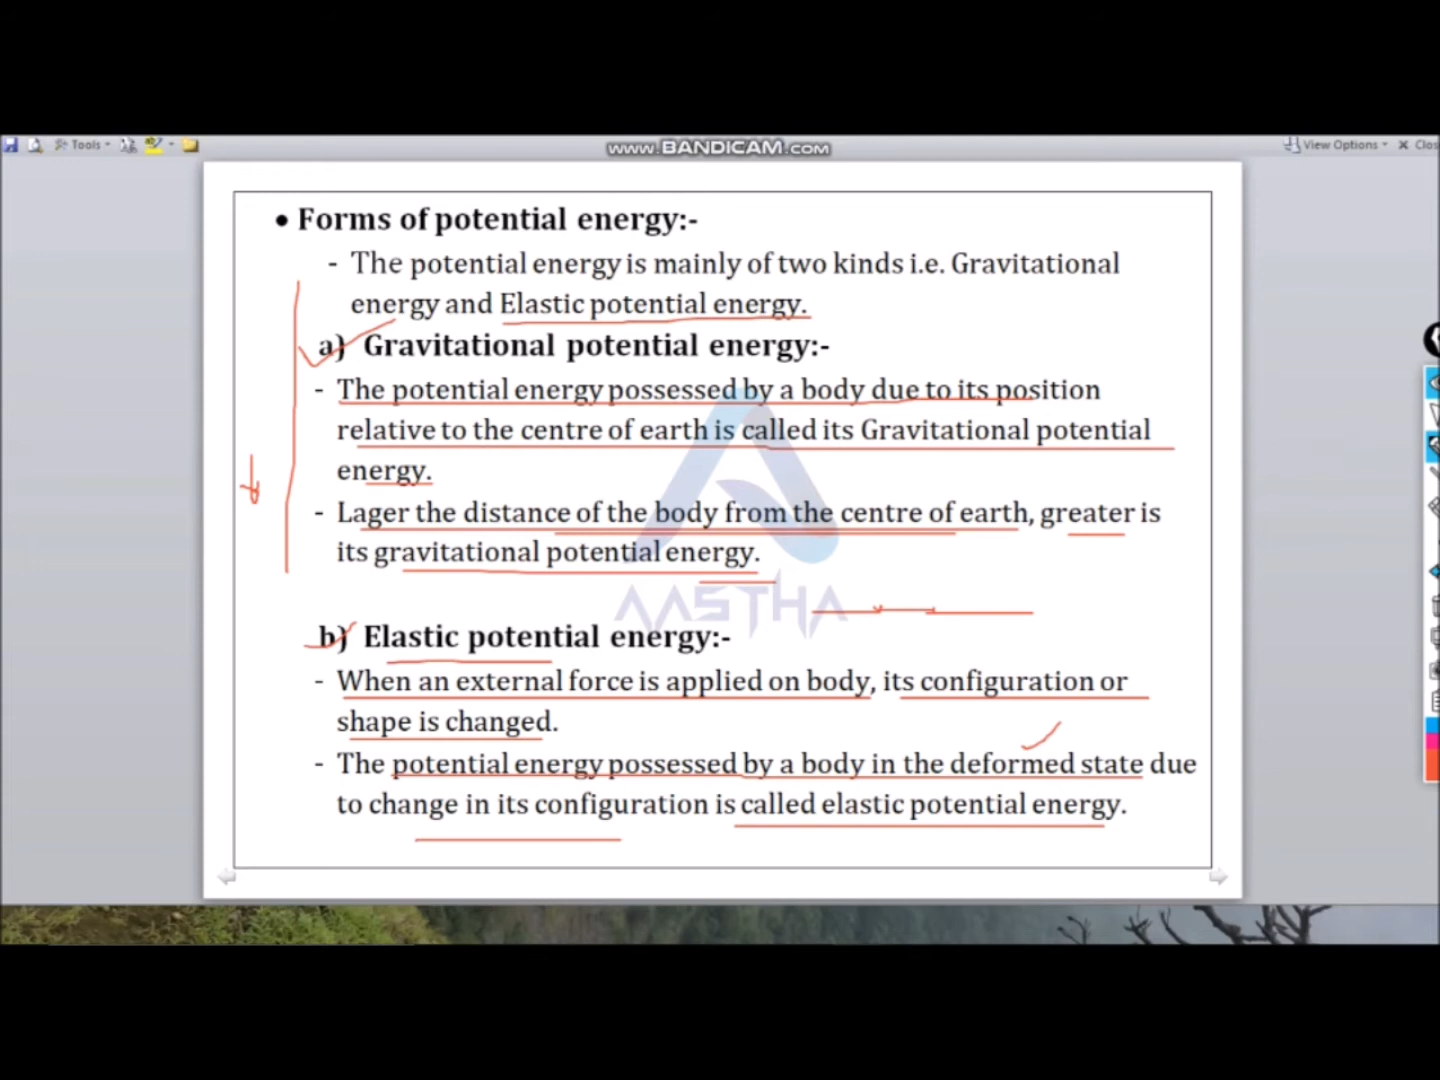 Tools
www.BANDICAM.com
View Options
Clos
• Forms of potential energy:-
- The potential energy is mainly of two kinds i.e. Gravitational
energy and Elastic potential energy.
a) Gravitational potential energy:-
- The potential energy possessed by a body due to its position
relative to the centre of earth is called its Gravitational potential
energy.
- Lager the distance of the body from the centre of earth, greater is
its gravitational potential energy.
AASTHA
b) Elastic potential energy:-
- When an external force is applied on body, its configuration or
shape is changed.
- The potential energy possessed by a body in the deformed state due
to change in its configuration is called elastic potential energy.